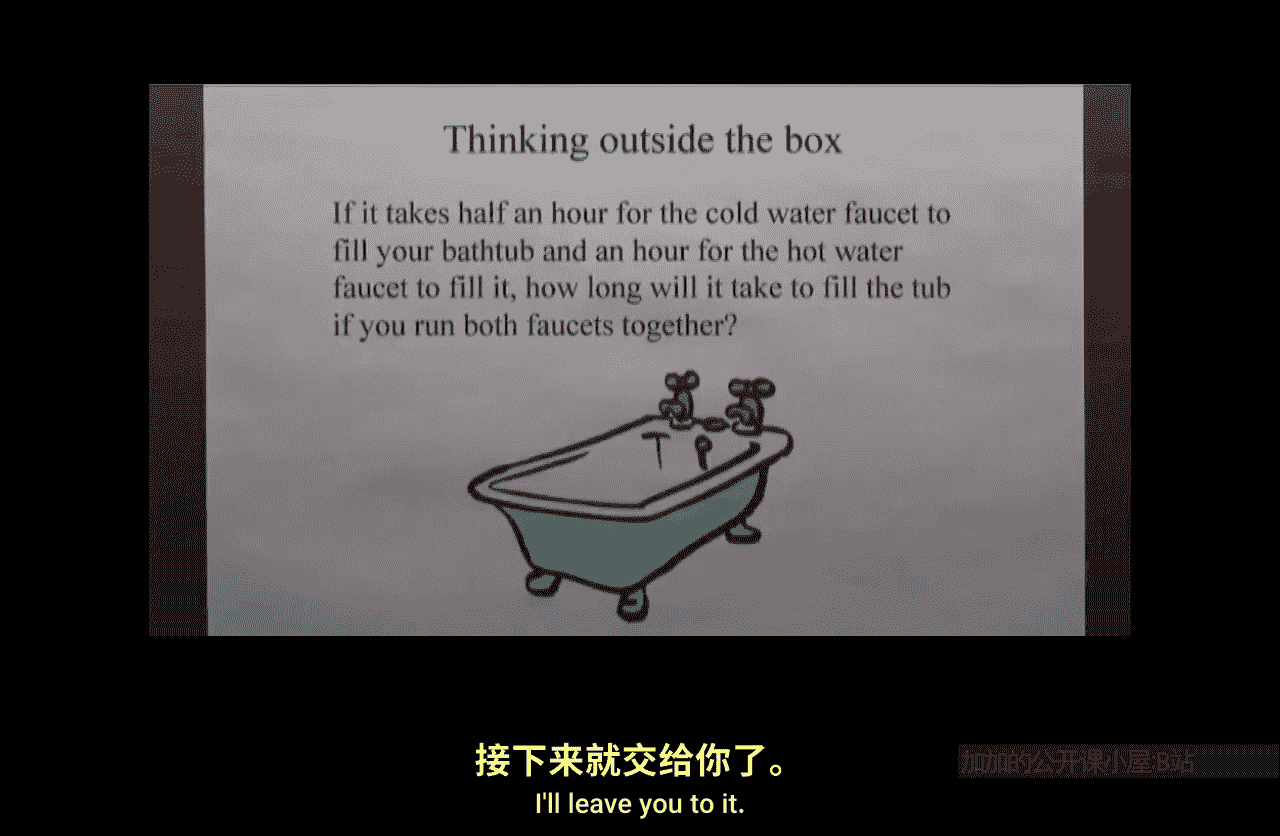 Thinking outside the box
If it takes half an hour for the cold water faucet to
fill your bathtub and an hour for the hot water
faucet to fill it, how long will it take to fill the tub
if you run both faucets together?
接下来就交给你了。
加加的公开课小屋:B站
I'll leave you to it.